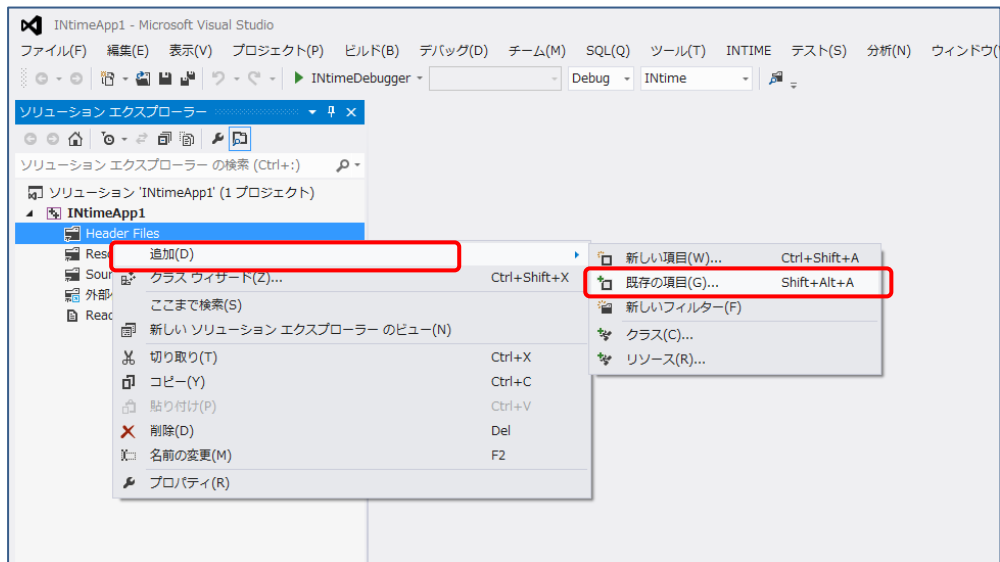 INtimeApp1 - Microsoft Visual Studio
ファイル(F) 編集(E) 表示(V) プロジェクト(P) ビルド(B) デバッグ(D) チーム(M) SQL(Q) ツール(T) INTIME テスト(S) 分析(N) ウィンドウ(
INtimeDebugger Debug INtime
ソリューション エクスプローラー
ソリューション エクスプローラー の検索 (Ctrl+:)
ソリューション 'INtimeApp1' (1 プロジェクト)
INtimeApp1
Header Files
Reso
Sour
外部
Read
追加(D)
クラス ウィザード(Z)... Ctrl+Shift+X
ここまで検索(S)
新しい ソリューション エクスプローラー のビュー(N)
切り取り(T) Ctrl+X
コピー(Y) Ctrl+C
貼り付け(P) Ctrl+V
削除(D) Del
名前の変更(M) F2
プロパティ(R)
新しい項目(W)... Ctrl+Shift+A
既存の項目(G)... Shift+Alt+A
新しいフィルター(F)
クラス(C)...
リソース(R)...